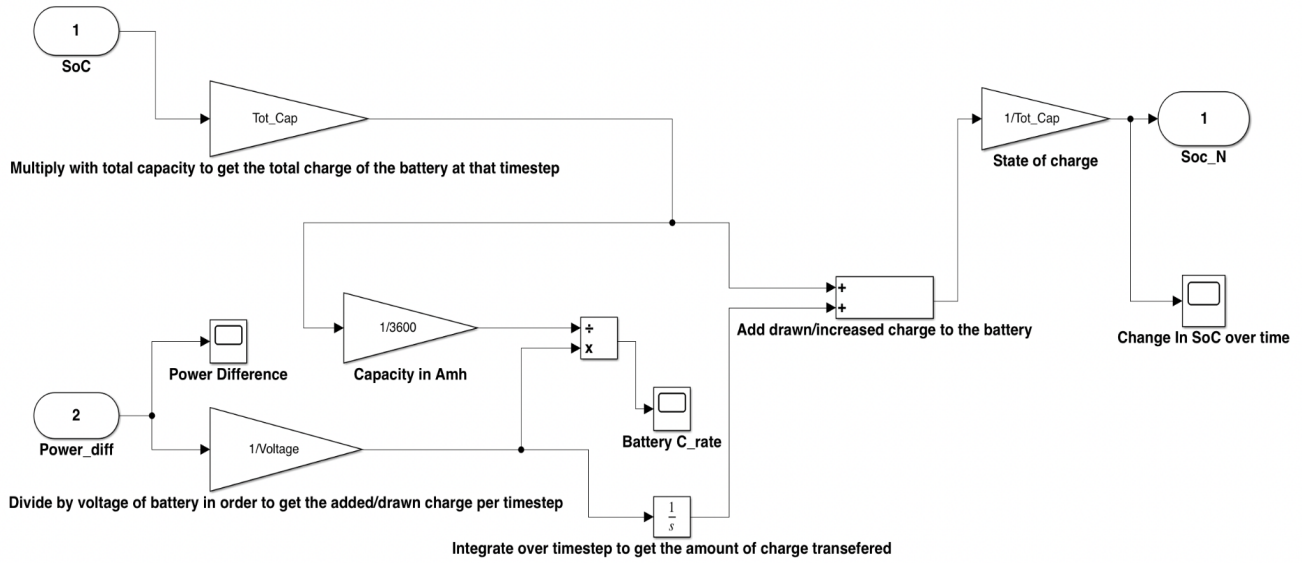 1
SoC
Tot_Cap
Multiply with total capacity to get the total charge of the battery at that timestep
1/Tot_Cap
State of charge
1
Soc_N
1/3600
Capacity in Amh
÷
x
+
+
Add drawn/increased charge to the battery
Change In SoC over time
Power Difference
2
Power_diff
1/Voltage
Battery C_rate
Divide by voltage of battery in order to get the added/drawn charge per timestep
1
s
Integrate over timestep to get the amount of charge transefered